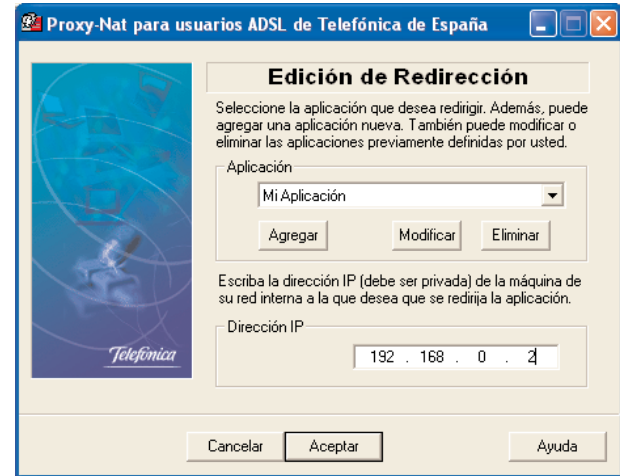 Proxy-Nat para usuarios ADSL de Telefónica de España
Edición de Redirección
Seleccione la aplicación que desea redirigir. Además, puede
agregar una aplicación nueva. También puede modificar o
eliminar las aplicaciones previamente definidas por usted.
Aplicación
Mi Aplicación
Agregar Modificar Eliminar
Escriba la dirección IP (debe ser privada) de la máquina de
su red interna a la que desea que se redirija la aplicación.
Dirección IP
192 . 168 . 0 . 2
Telefónica
Cancelar Aceptar Ayuda